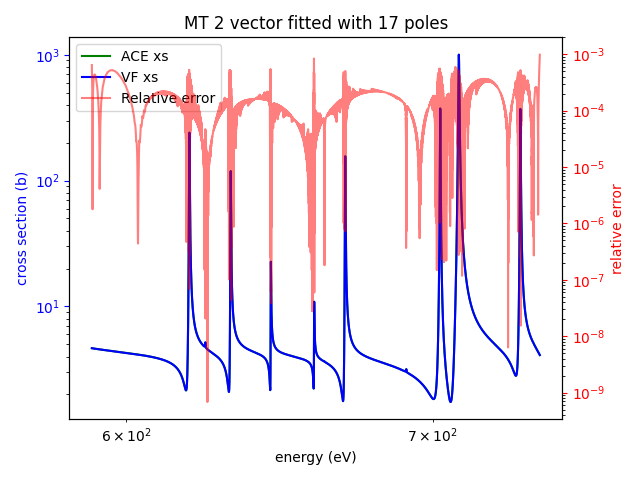 MT 2 vector fitted with 17 poles
ACE xs
VF xs
Relative error
cross section (b)
10³
10²
10¹
relative error
10⁻³
10⁻⁴
10⁻⁵
10⁻⁶
10⁻⁷
10⁻⁸
10⁻⁹
6 × 10² 7 × 10²
energy (eV)